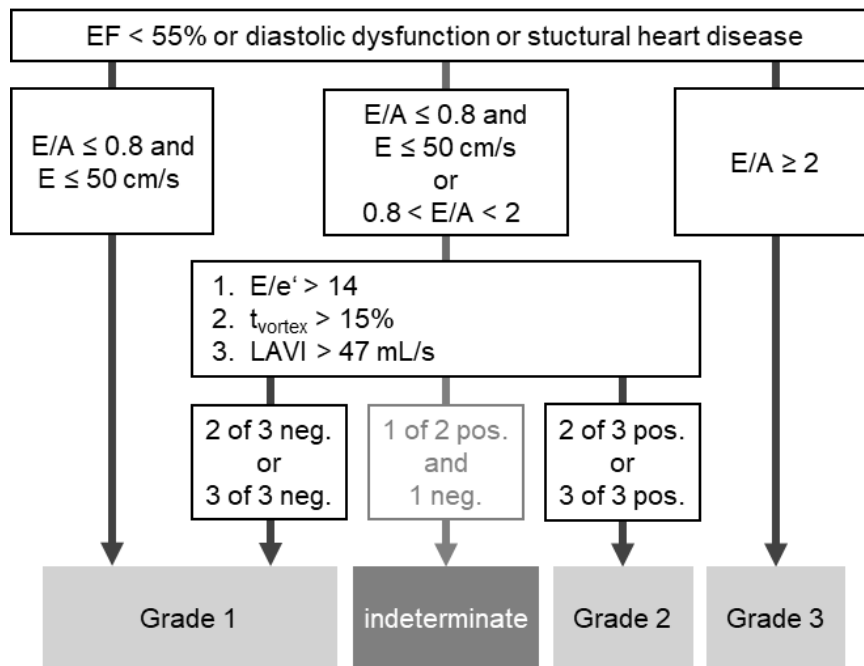 EF < 55% or diastolic dysfunction or stuctural heart disease
E/A ≤ 0.8 and
E ≤ 50 cm/s
E/A ≤ 0.8 and
E ≤ 50 cm/s
or
0.8 < E/A < 2
E/A ≥ 2
1. E/e‘ > 14
2. tvortex > 15%
3. LAVI > 47 mL/s
2 of 3 neg.
or
3 of 3 neg.
1 of 2 pos.
and
1 neg.
2 of 3 pos.
or
3 of 3 pos.
Grade 1
indeterminate
Grade 2
Grade 3